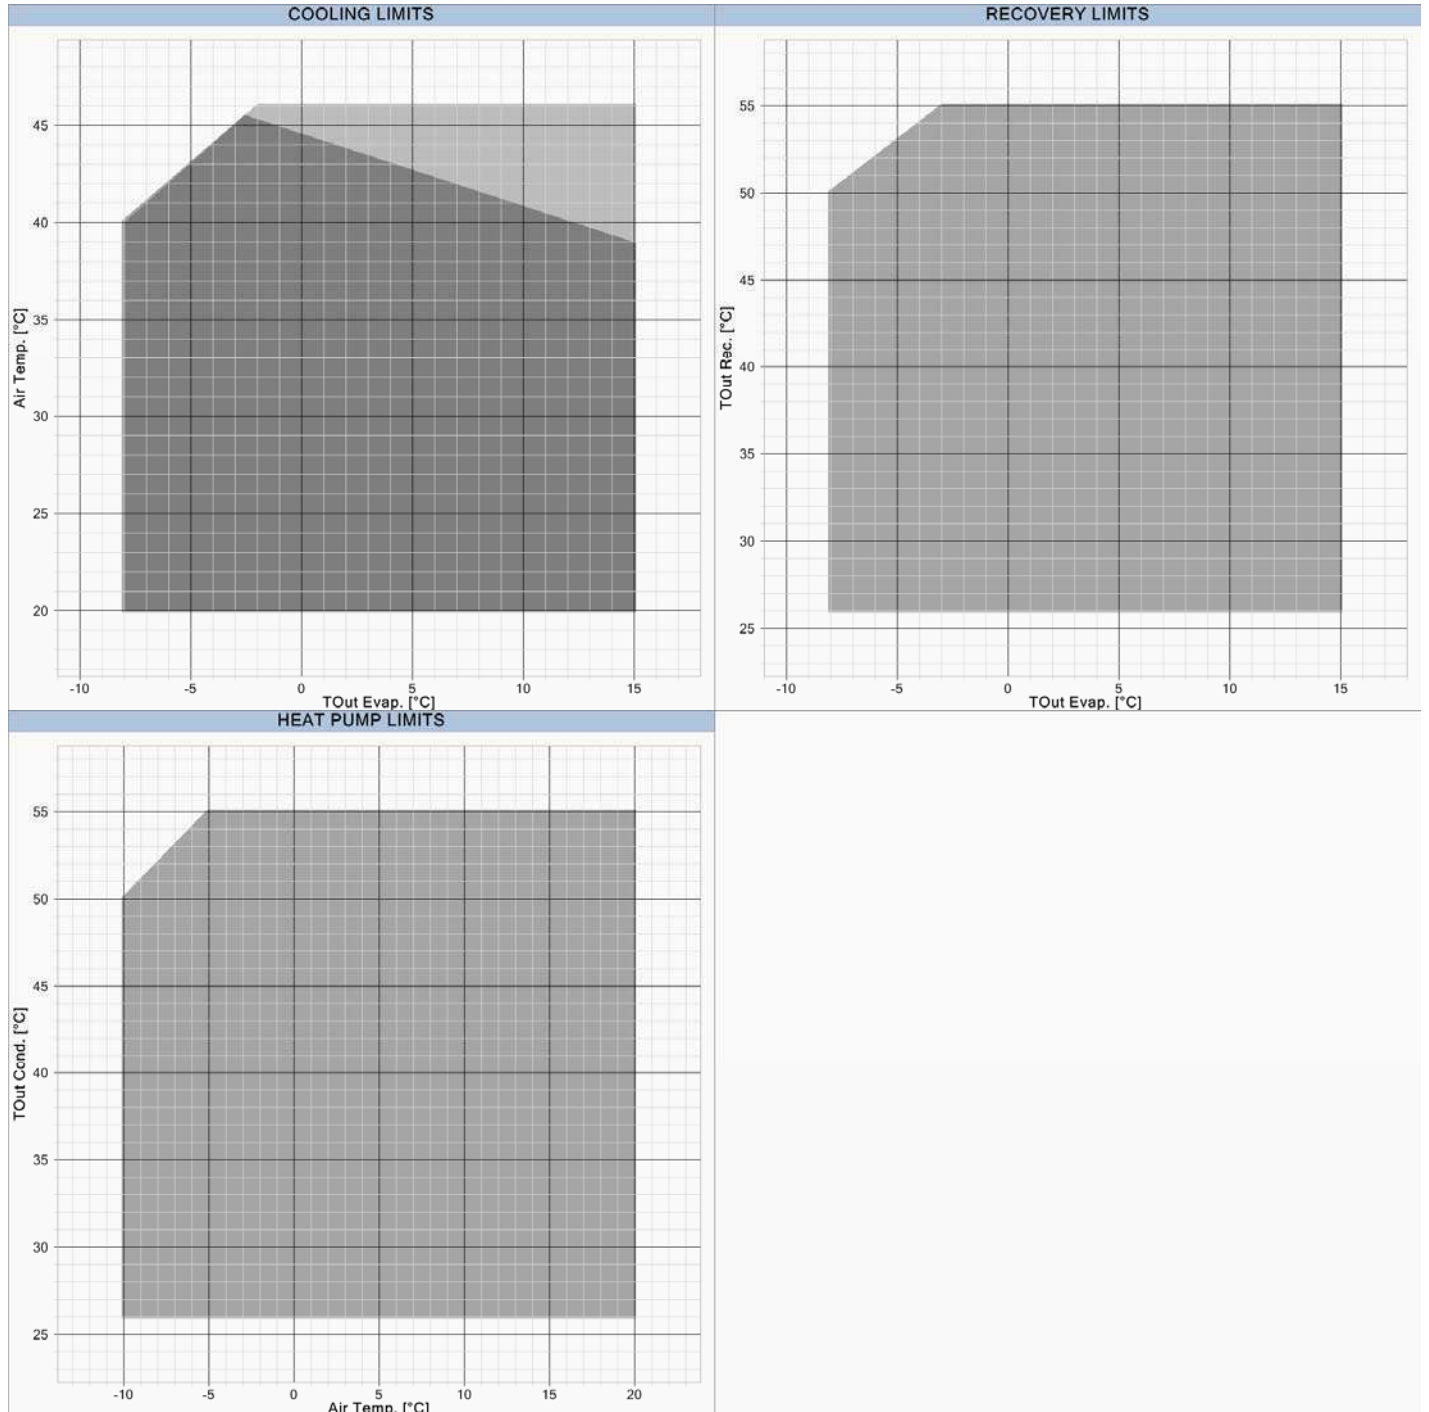 COOLING LIMITS
45
40
35
30
25
20
Air Temp. [°C]
-10 -5 0 5 10 15
TOut Evap. [°C]
RECOVERY LIMITS
55
50
45
40
35
30
25
TOut Rec. [°C]
-10 -5 0 5 10 15
TOut Evap. [°C]
HEAT PUMP LIMITS
55
50
45
40
35
30
25
TOut Cond. [°C]
-10 -5 0 5 10 15 20
Air Temp. [°C]